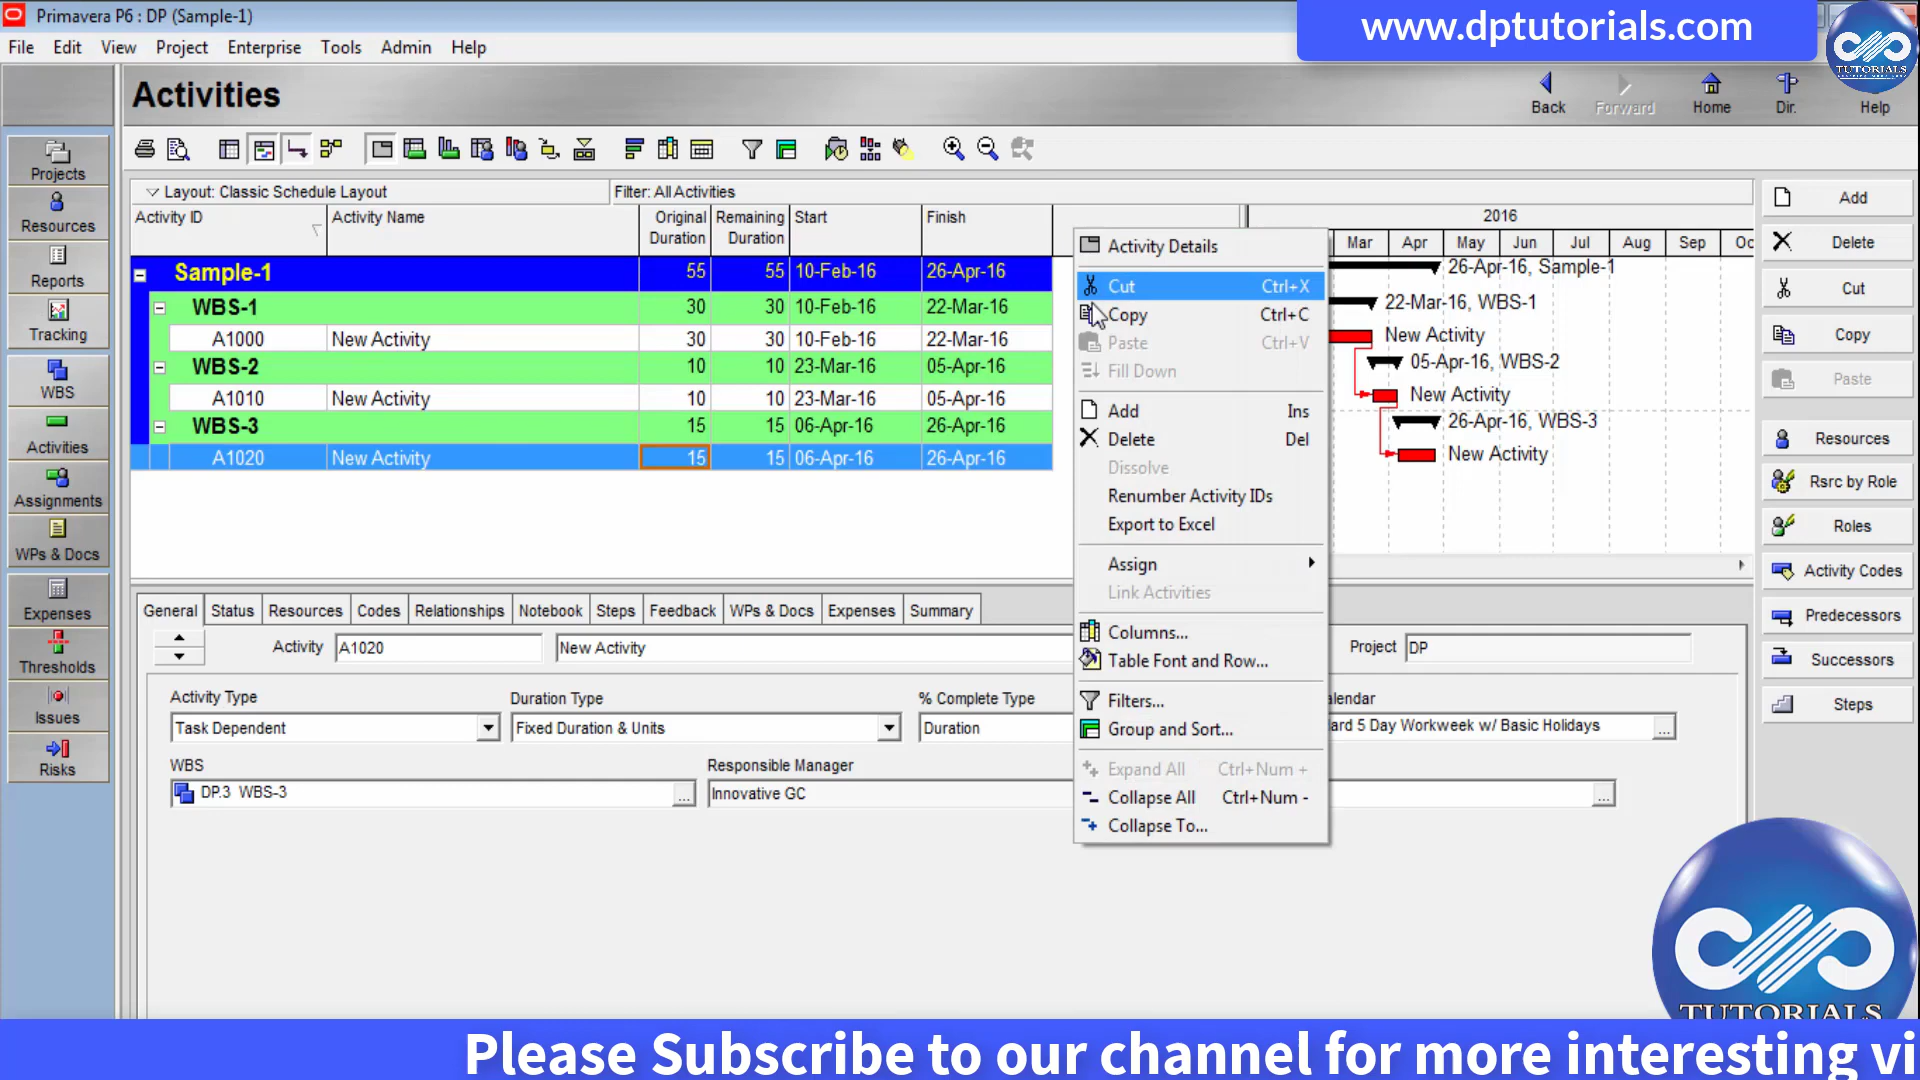 Primavera P6 : DP (Sample-1)
www.dptutorials.com
File Edit View Project Enterprise Tools Admin Help
TUTORIALS
Activities
Back Forward Home Dir. Help
Projects
Resources
Reports
Tracking
WBS
Activities
Assignments
WPs & Docs
Expenses
Thresholds
Issues
Risks
Layout: Classic Schedule Layout Filter: All Activities
Activity ID Activity Name Original Duration Remaining Duration Start Finish
2016
Mar Apr May Jun Jul Aug Sep Oc
Sample-1 55 55 10-Feb-16 26-Apr-16
WBS-1 30 30 10-Feb-16 22-Mar-16
A1000 New Activity 30 30 10-Feb-16 22-Mar-16
WBS-2 10 10 23-Mar-16 05-Apr-16
A1010 New Activity 10 10 23-Mar-16 05-Apr-16
WBS-3 15 15 06-Apr-16 26-Apr-16
A1020 New Activity 15 15 06-Apr-16 26-Apr-16
26-Apr-16, Sample-1
22-Mar-16, WBS-1
New Activity
05-Apr-16, WBS-2
New Activity
26-Apr-16, WBS-3
New Activity
Activity Details
Cut Ctrl+X
Copy Ctrl+C
Paste Ctrl+V
Fill Down
Add Ins
Delete Del
Dissolve
Renumber Activity IDs
Export to Excel
Assign
Link Activities
Columns...
Table Font and Row...
Filters...
Group and Sort...
Expand All Ctrl+Num +
Collapse All Ctrl+Num -
Collapse To...
Add
Delete
Cut
Copy
Paste
Resources
Rsrc by Role
Roles
Activity Codes
Predecessors
Successors
Steps
General Status Resources Codes Relationships Notebook Steps Feedback WPs & Docs Expenses Summary
Activity A1020 New Activity Project DP
Activity Type Duration Type % Complete Type alendar
Task Dependent Fixed Duration & Units Duration ard 5 Day Workweek w/ Basic Holidays
WBS Responsible Manager
DP.3 WBS-3 Innovative GC
TUTORIALS
Please Subscribe to our channel for more interesting vi